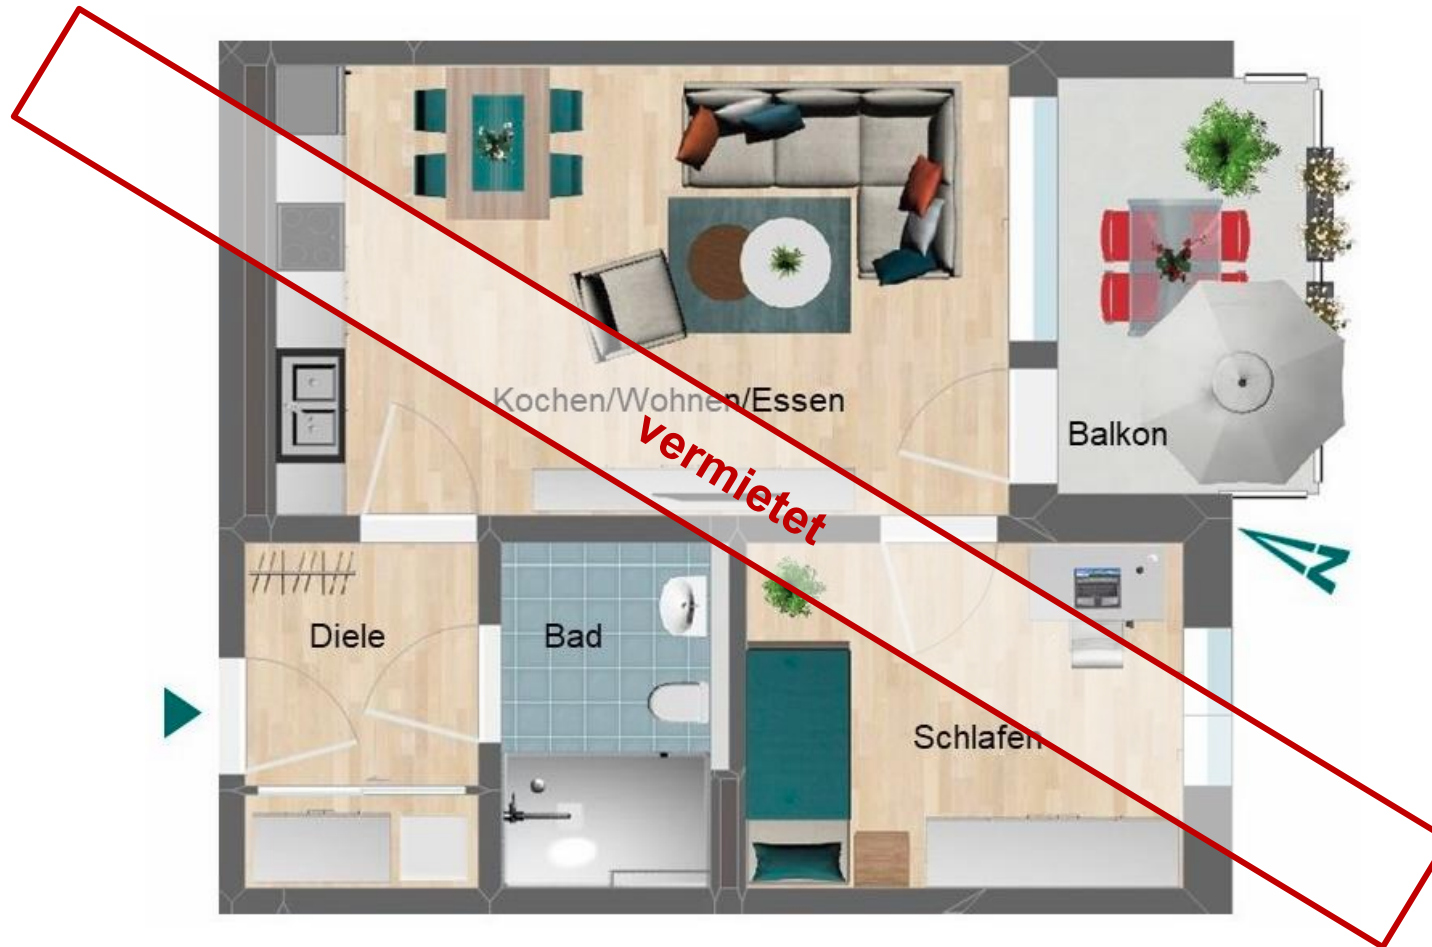 Kochen/Wohnen/Essen
vermietet
Balkon
N
Diele
Bad
Schlafen